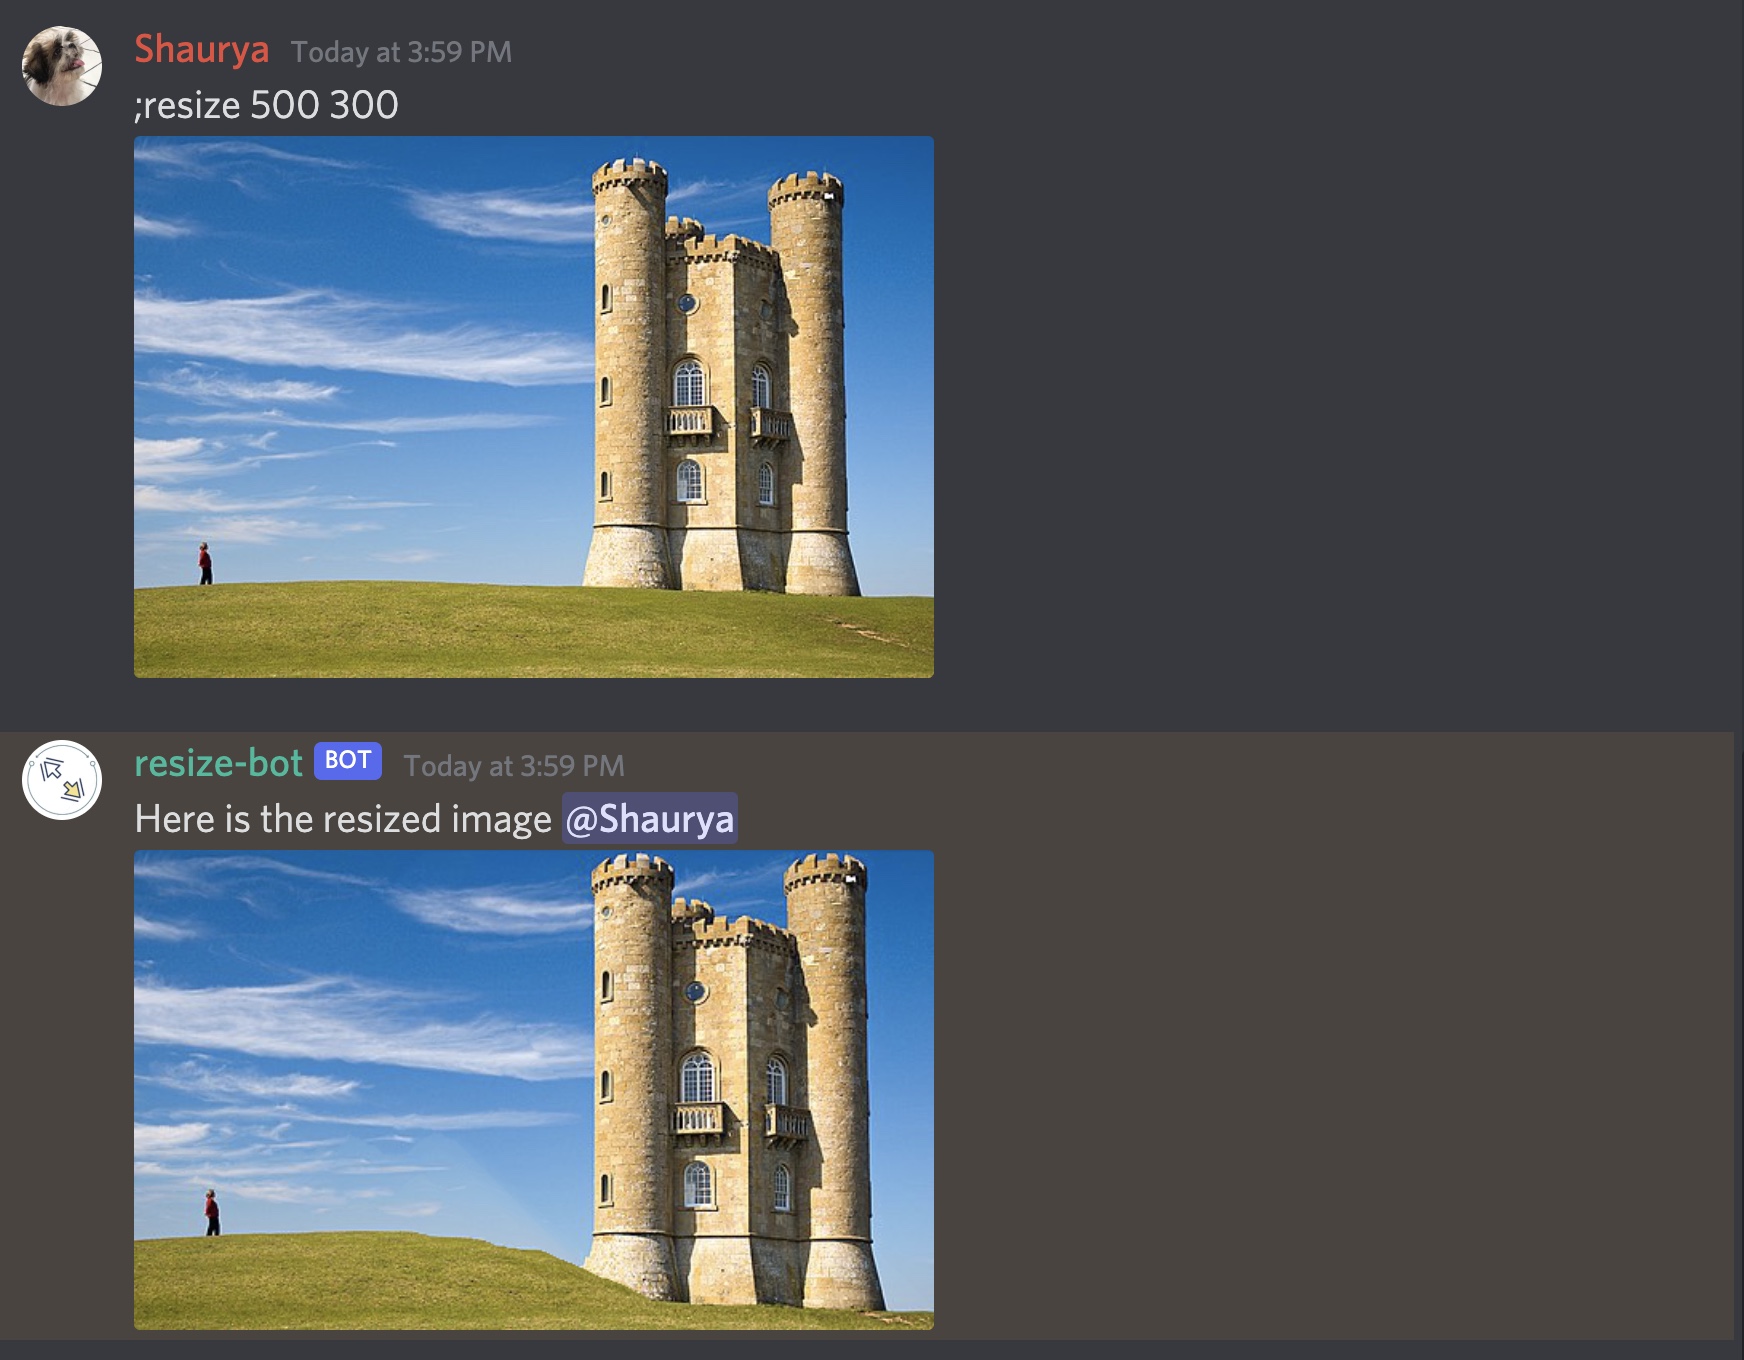 Shaurya Today at 3:59 PM
;resize 500 300
resize-bot BOT Today at 3:59 PM
Here is the resized image @Shaurya